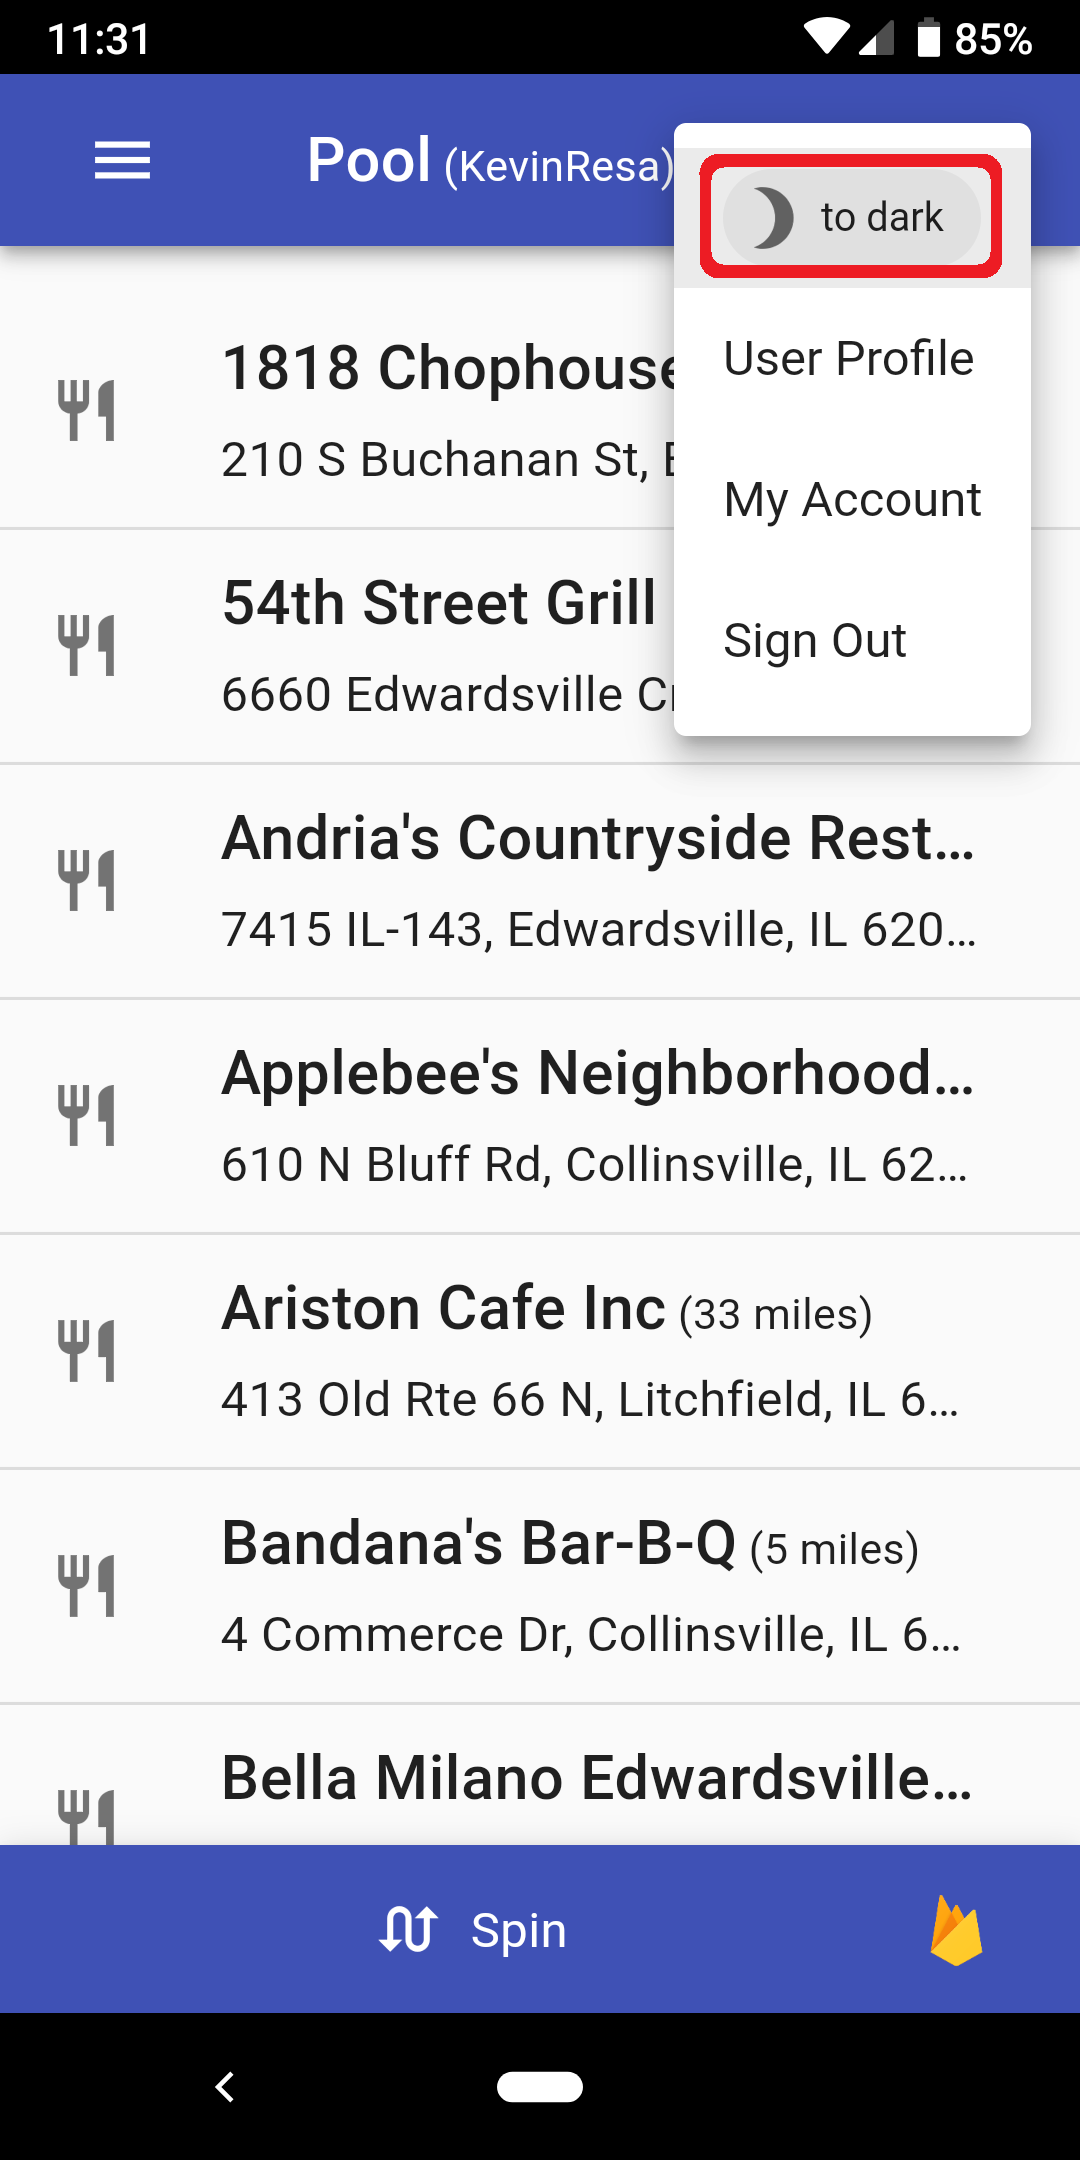 11:31 85%
Pool (KevinResa)
to dark
User Profile
My Account
Sign Out
1818 Chophouse
210 S Buchanan St,
54th Street Grill
6660 Edwardsville
Andria's Countryside Rest...
7415 IL-143, Edwardsville, IL 620...
Applebee's Neighborhood...
610 N Bluff Rd, Collinsville, IL 62...
Ariston Cafe Inc (33 miles)
413 Old Rte 66 N, Litchfield, IL 6...
Bandana's Bar-B-Q (5 miles)
4 Commerce Dr, Collinsville, IL 6...
Bella Milano Edwardsville...
Spin